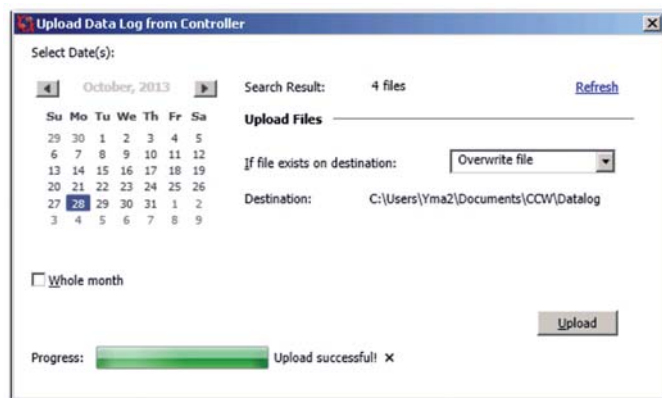 Upload Data Log from Controller
Select Date(s):
October, 2013
Su Mo Tu We Th Fr Sa
29 30 1 2 3 4 5
6 7 8 9 10 11 12
13 14 15 16 17 18 19
20 21 22 23 24 25 26
27 28 29 30 31 1 2
3 4 5 6 7 8 9
Whole month
Search Result: 4 files Refresh
Upload Files
If file exists on destination: Overwrite file
Destination: C:\Users\Yma2\Documents\CCW\Datalog
Upload
Progress: Upload successful! ×